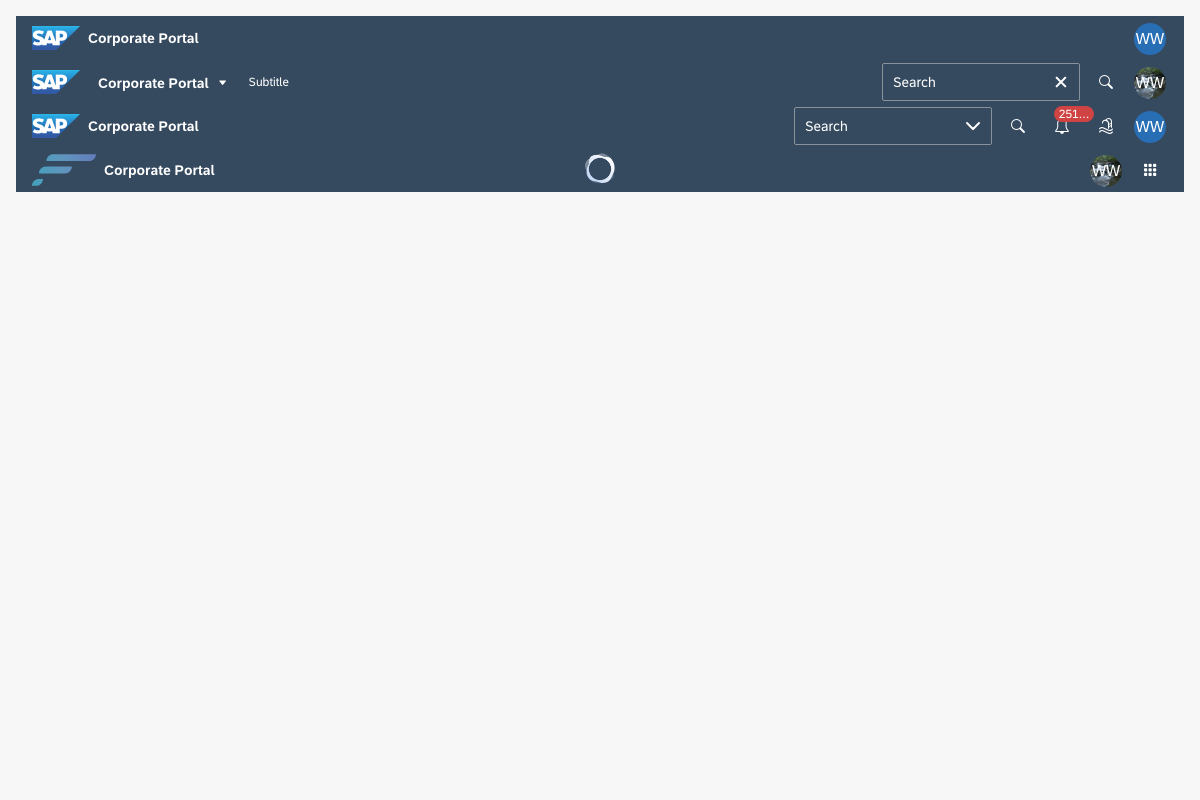 SAP Corporate Portal WW
SAP Corporate Portal Subtitle Search WW
SAP Corporate Portal Search 251... WW
Corporate Portal WW